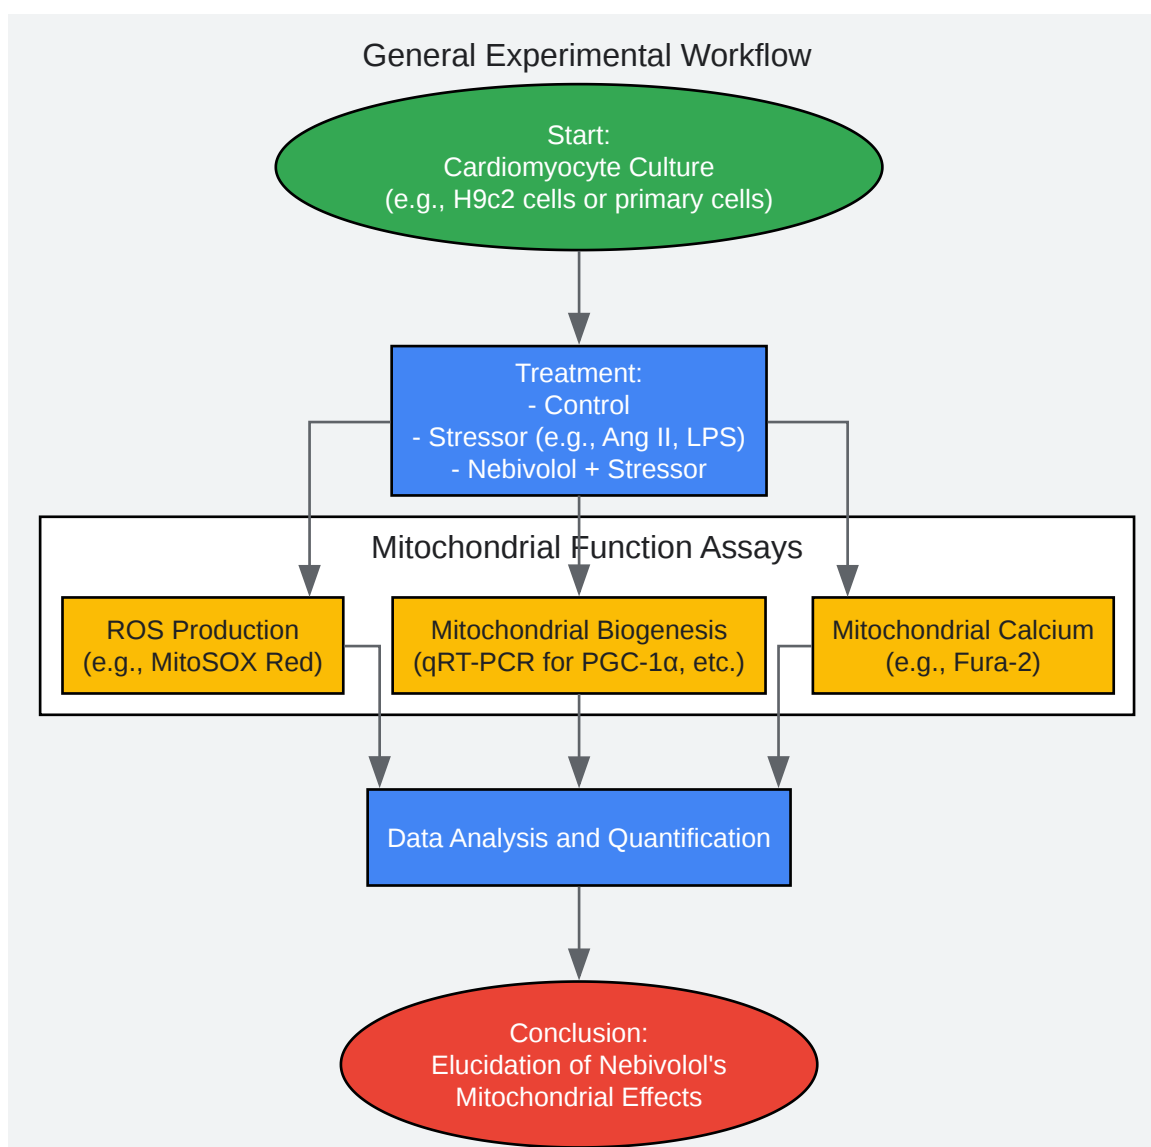 General Experimental Workflow
Start:
Cardiomyocyte Culture
(e.g., H9c2 cells or primary cells)
Treatment:
- Control
- Stressor (e.g., Ang II, LPS)
- Nebivolol + Stressor
Mitochondrial Function Assays
ROS Production
(e.g., MitoSOX Red)
Mitochondrial Biogenesis
(qRT-PCR for PGC-1α, etc.)
Mitochondrial Calcium
(e.g., Fura-2)
Data Analysis and Quantification
Conclusion:
Elucidation of Nebivolol's
Mitochondrial Effects